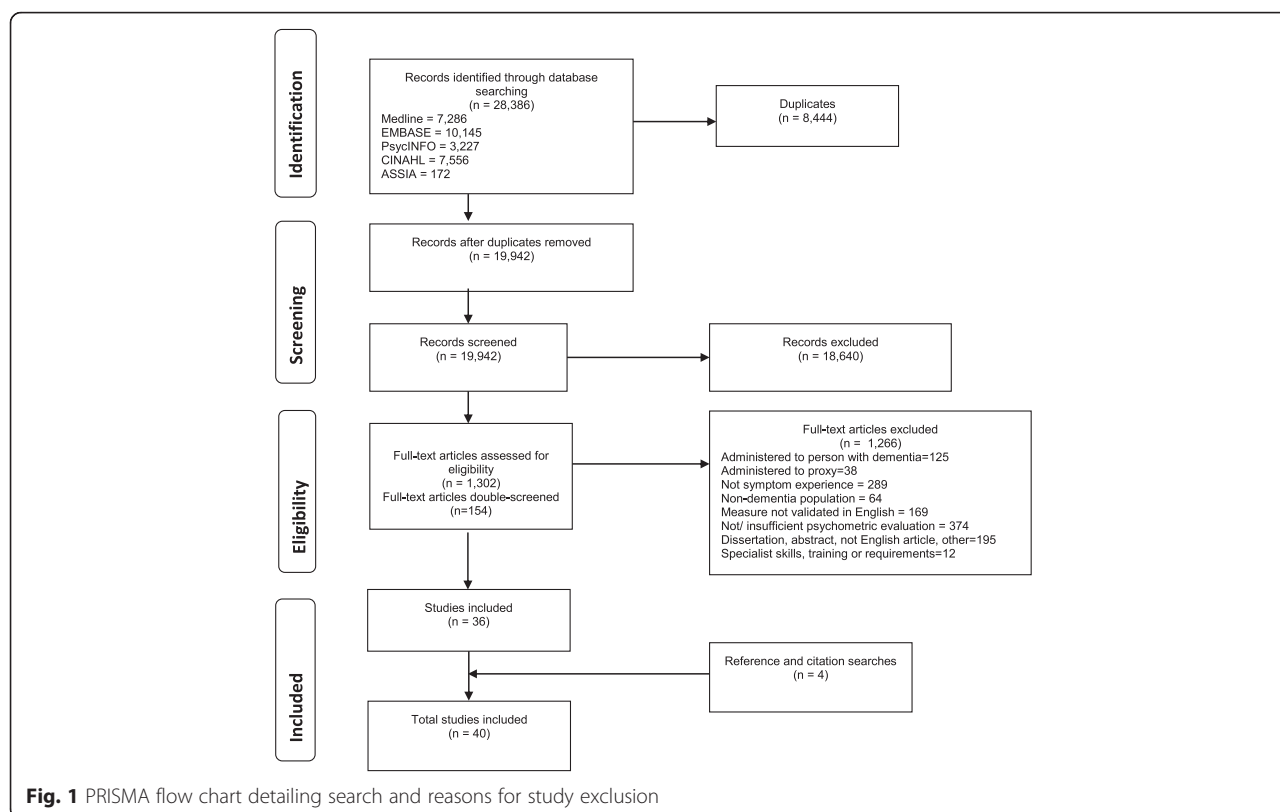 Identification
Records identified through database
searching
(n = 28,386)
Medline = 7,286
EMBASE = 10,145
PsycINFO = 3,227
CINAHL = 7,556
ASSIA = 172
Duplicates
(n = 8,444)
Screening
Records after duplicates removed
(n = 19,942)
Records screened
(n = 19,942)
Records excluded
(n = 18,640)
Eligibility
Full-text articles assessed for
eligibility
(n = 1,302)
Full-text articles double-screened
(n=154)
Full-text articles excluded
(n = 1,266)
Administered to person with dementia=125
Administered to proxy=38
Not symptom experience = 289
Non-dementia population = 64
Measure not validated in English = 169
Not/ insufficient psychometric evaluation = 374
Dissertation, abstract, not English article, other=195
Specialist skills, training or requirements=12
Included
Studies included
(n = 36)
Reference and citation searches
(n = 4)
Total studies included
(n = 40)
Fig. 1 PRISMA flow chart detailing search and reasons for study exclusion